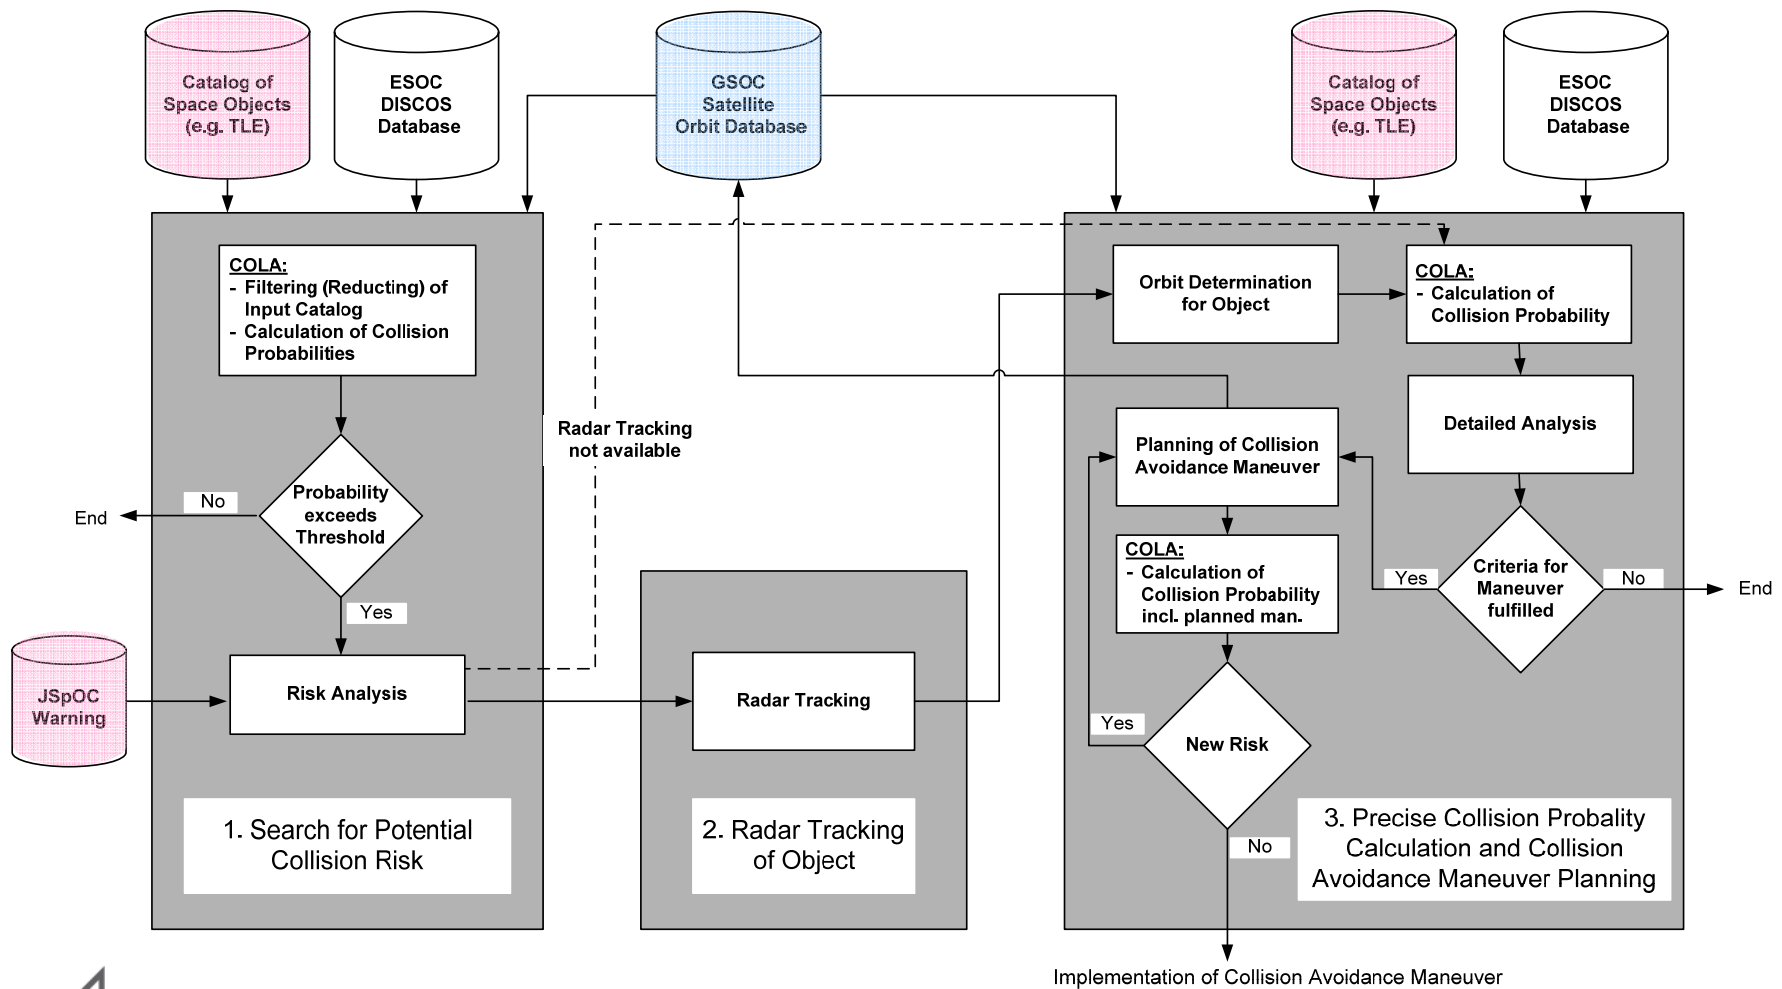 Catalog of
Space Objects
(e.g. TLE)
ESOC
DISCOS
Database
GSOC
Satellite
Orbit Database
Catalog of
Space Objects
(e.g. TLE)
ESOC
DISCOS
Database
COLA:
- Filtering (Reducting) of
Input Catalog
- Calculation of Collision
Probabilities
Probability
exceeds
Threshold
No
End
Yes
JSpOC
Warning
Risk Analysis
1. Search for Potential
Collision Risk
Radar Tracking
not available
Radar Tracking
2. Radar Tracking
of Object
Orbit Determination
for Object
COLA:
- Calculation of
Collision Probability
Detailed Analysis
Criteria for
Maneuver
fulfilled
Yes
No
End
Planning of Collision
Avoidance Maneuver
COLA:
- Calculation of
Collision Probability
incl. planned man.
New Risk
Yes
No
3. Precise Collision Probality
Calculation and Collision
Avoidance Maneuver Planning
Implementation of Collision Avoidance Maneuver